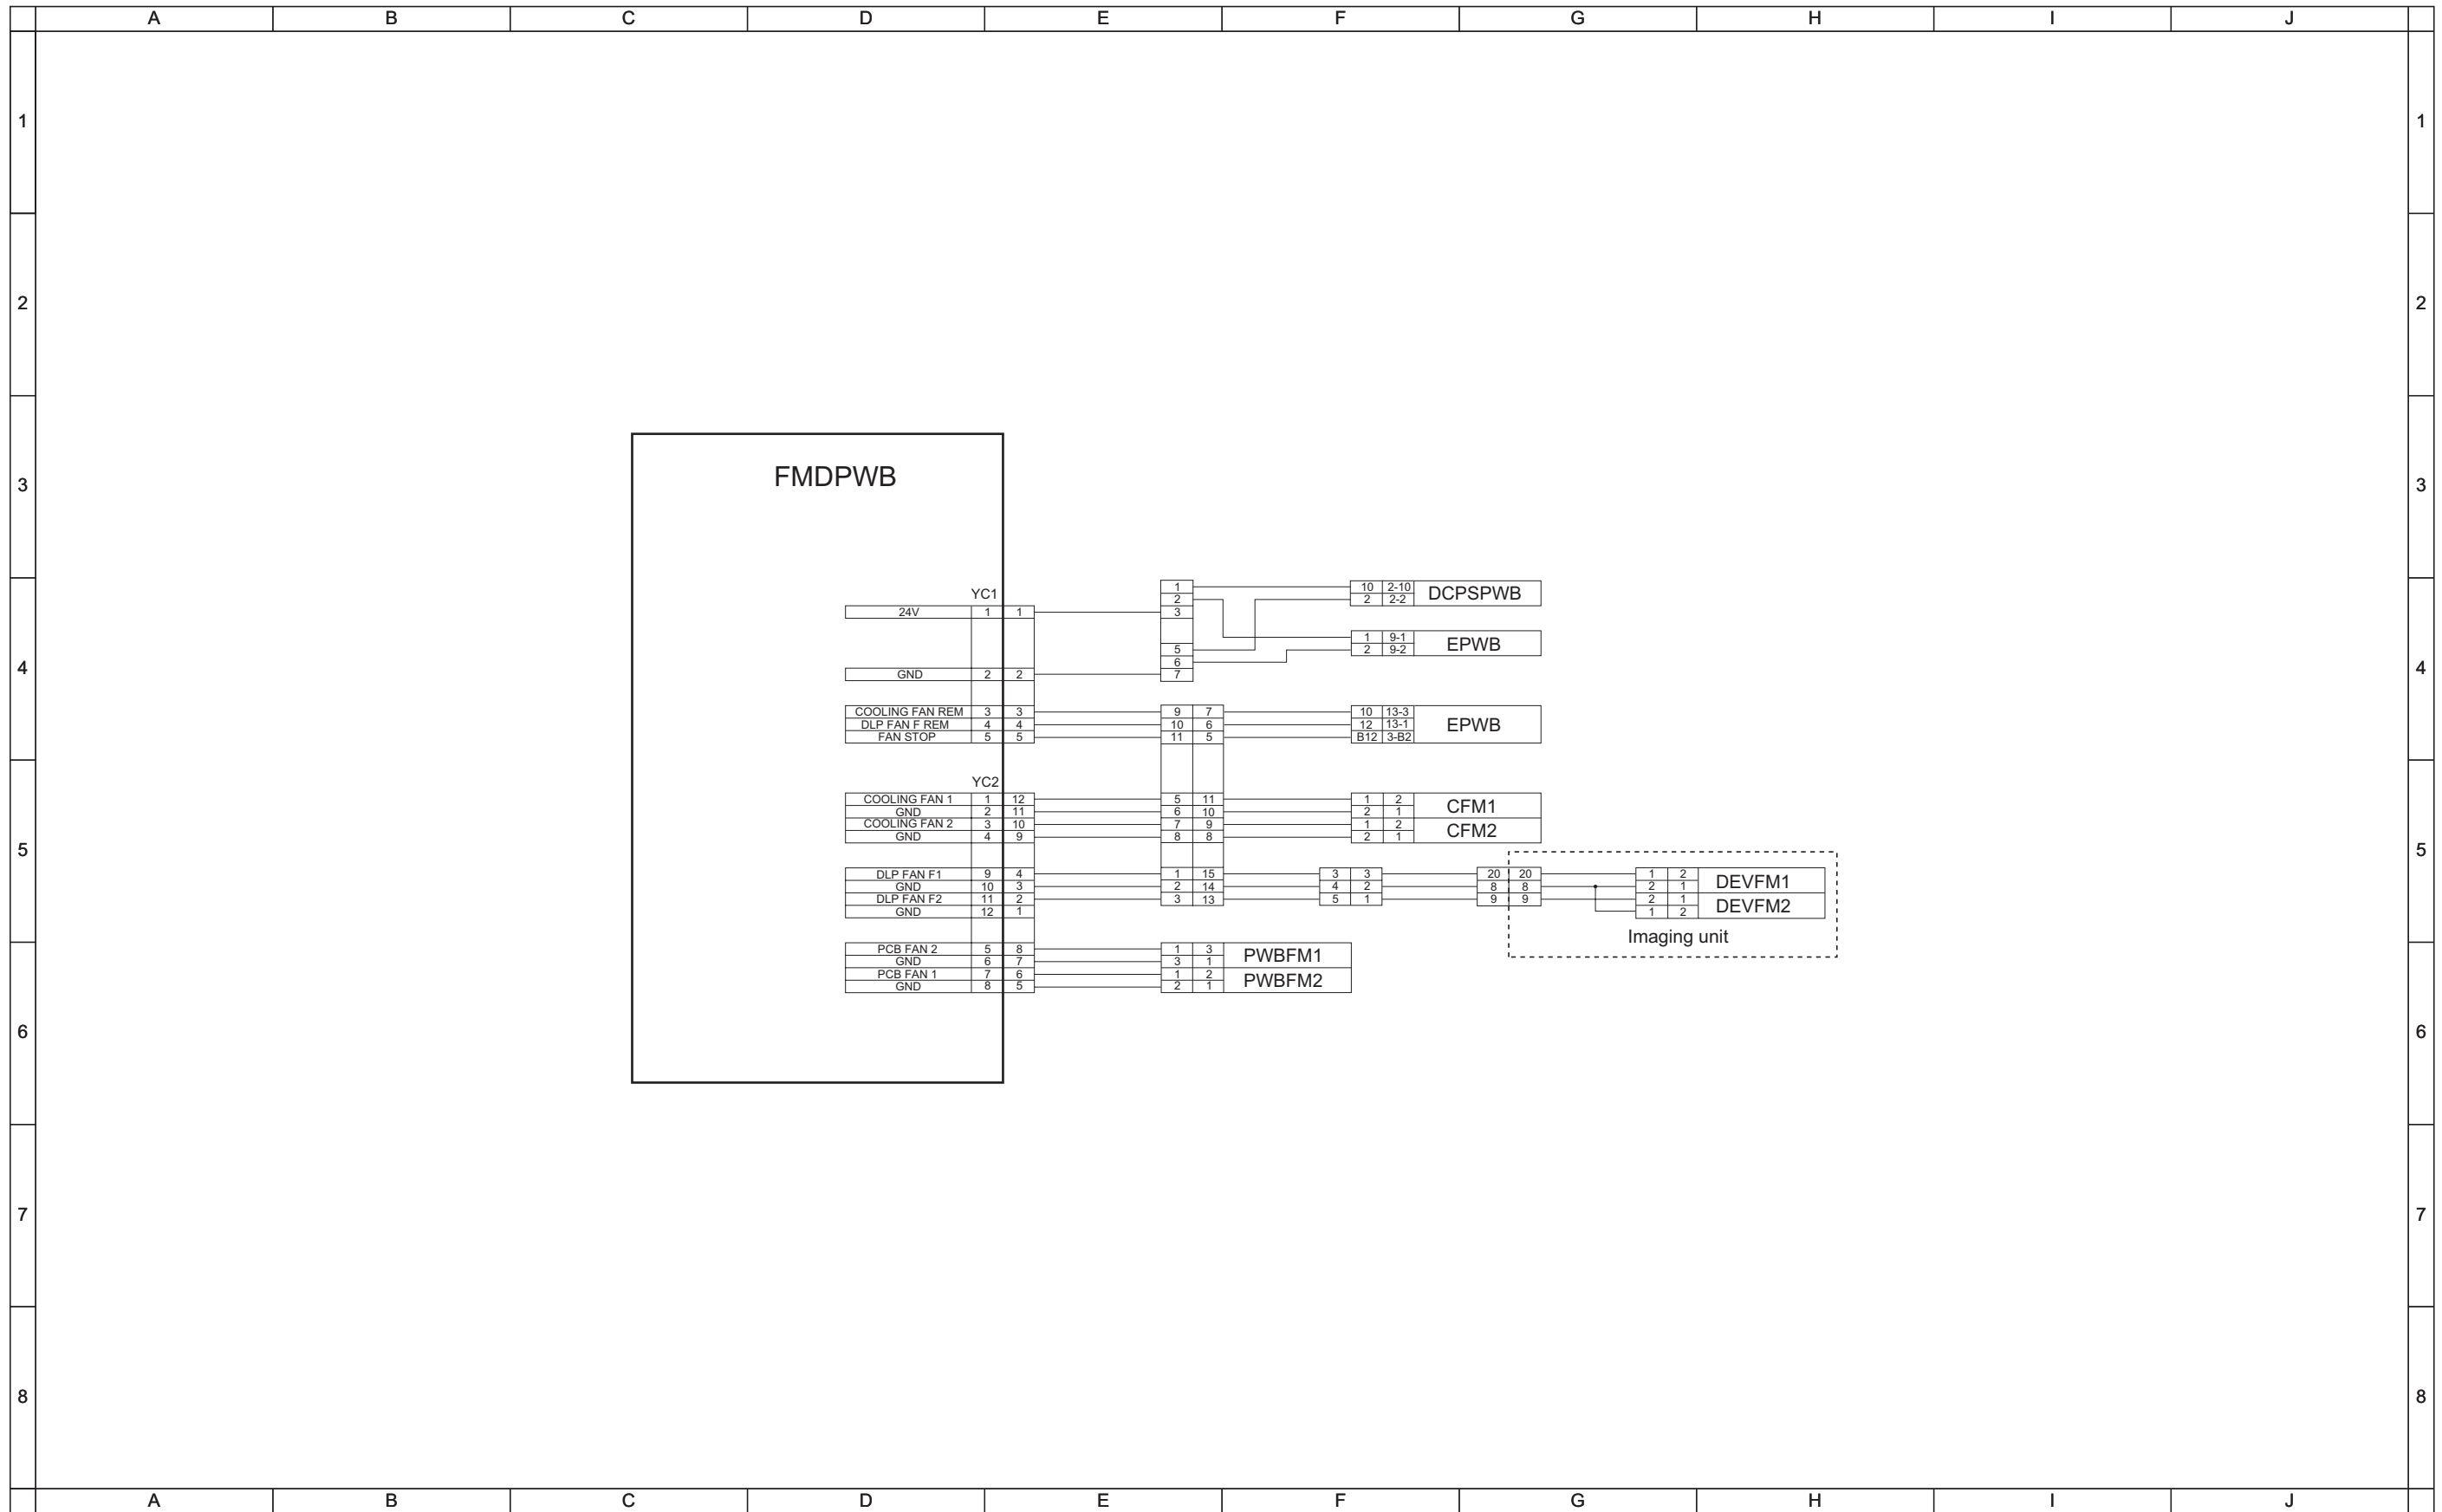 A B C D E F G H I J
1 1
2 2
3 3
FMDPWB
1 10 2-10 DCPSPWB
YC1 2 2 2-2
24V 1 1 3
1 9-1 EPWB
5 2 9-2
4 6 4
GND 2 2 7
COOLING FAN REM 3 3 9 7 10 13-3
DLP FAN F REM 4 4 10 6 12 13-1 EPWB
FAN STOP 5 5 11 5 B12 3-B2
YC2
COOLING FAN 1 1 12 5 11 1 2 CFM1
GND 2 11 6 10 2 1
COOLING FAN 2 3 10 7 9 1 2 CFM2
GND 4 9 8 8 2 1
5 5
DLP FAN F1 9 4 1 15 3 3 20 20 1 2 DEVFM1
GND 10 3 2 14 4 2 8 8 2 1
DLP FAN F2 11 2 3 13 5 1 9 9 2 1 DEVFM2
GND 12 1 1 2
Imaging unit
PCB FAN 2 5 8 1 3 PWBFM1
GND 6 7 3 1
PCB FAN 1 7 6 1 2 PWBFM2
GND 8 5 2 1
6 6
7 7
8 8
A B C D E F G H I J